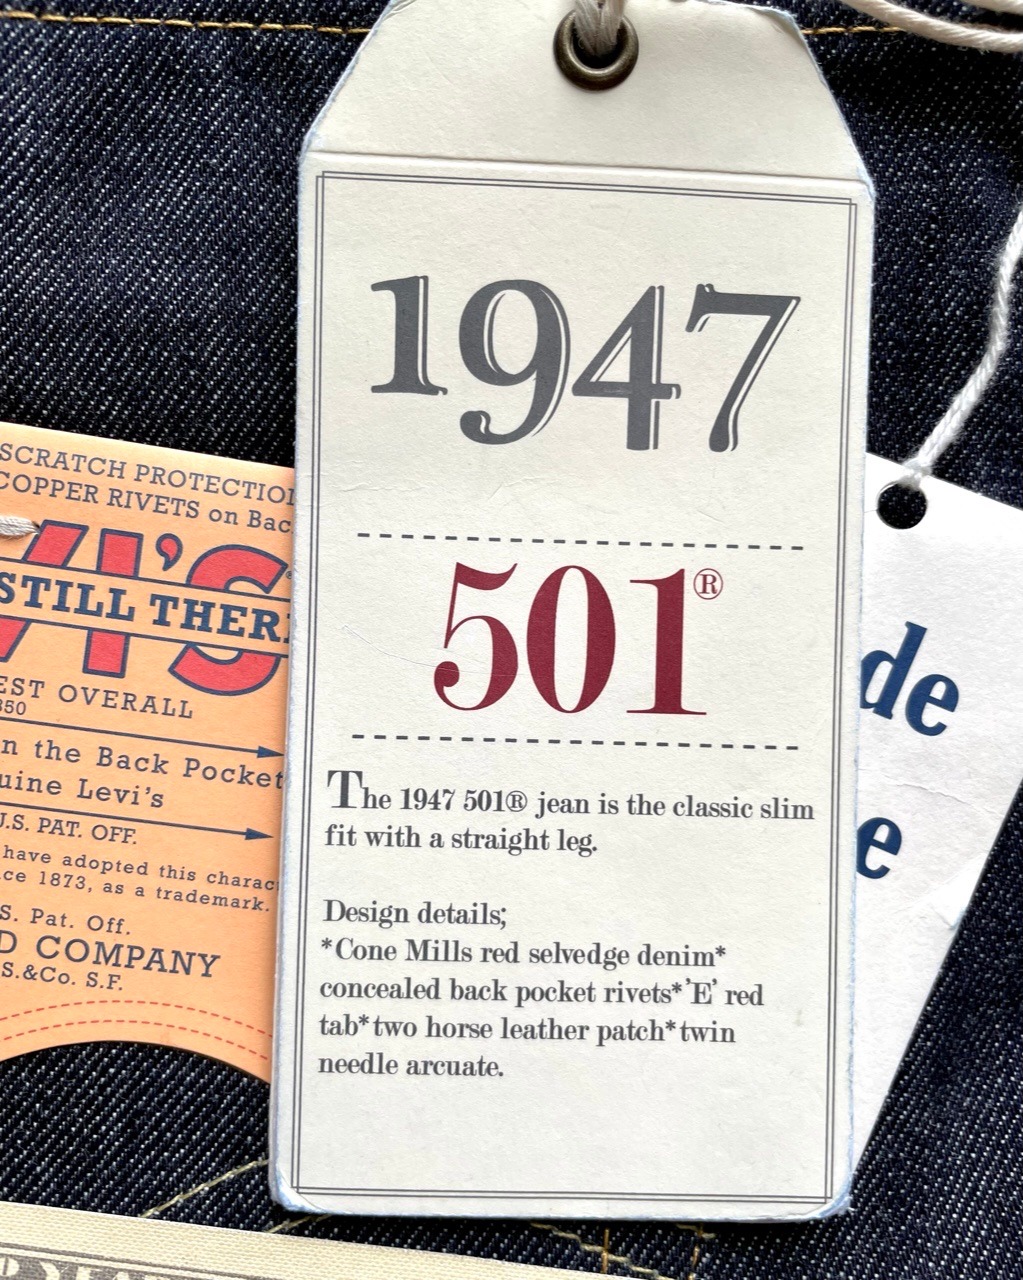 1947
501®
The 1947 501® jean is the classic slim
fit with a straight leg.
Design details;
*Cone Mills red selvedge denim*
concealed back pocket rivets*'E' red
tab*two horse leather patch*twin
needle arcuate.
SCRATCH PROTECTIO
COPPER RIVETS on Bac
VI'S
STILL THER
EST OVERALL
350
n the Back Pocket
uine Levi's
U.S. PAT. OFF.
have adopted this charac
ce 1873, as a trademark.
S. Pat. Off.
D COMPANY
S.&Co. S.F.
de
e